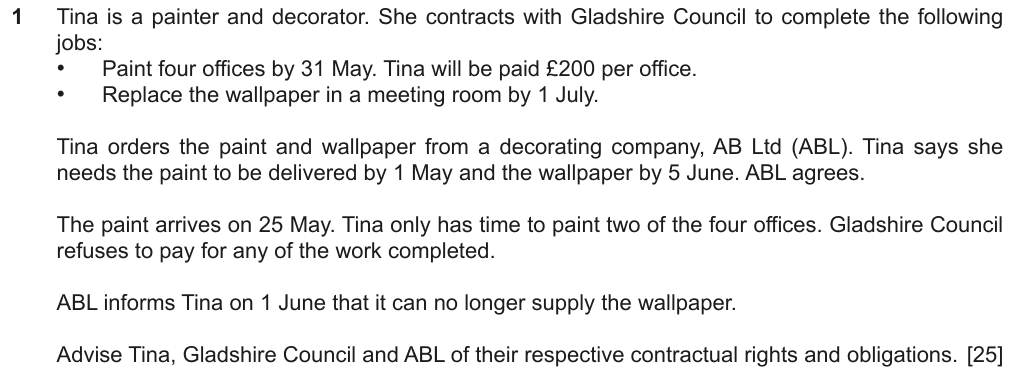 1 Tina is a painter and decorator. She contracts with Gladshire Council to complete the following
jobs:
• Paint four offices by 31 May. Tina will be paid £200 per office.
• Replace the wallpaper in a meeting room by 1 July.
Tina orders the paint and wallpaper from a decorating company, AB Ltd (ABL). Tina says she
needs the paint to be delivered by 1 May and the wallpaper by 5 June. ABL agrees.
The paint arrives on 25 May. Tina only has time to paint two of the four offices. Gladshire Council
refuses to pay for any of the work completed.
ABL informs Tina on 1 June that it can no longer supply the wallpaper.
Advise Tina, Gladshire Council and ABL of their respective contractual rights and obligations. [25]